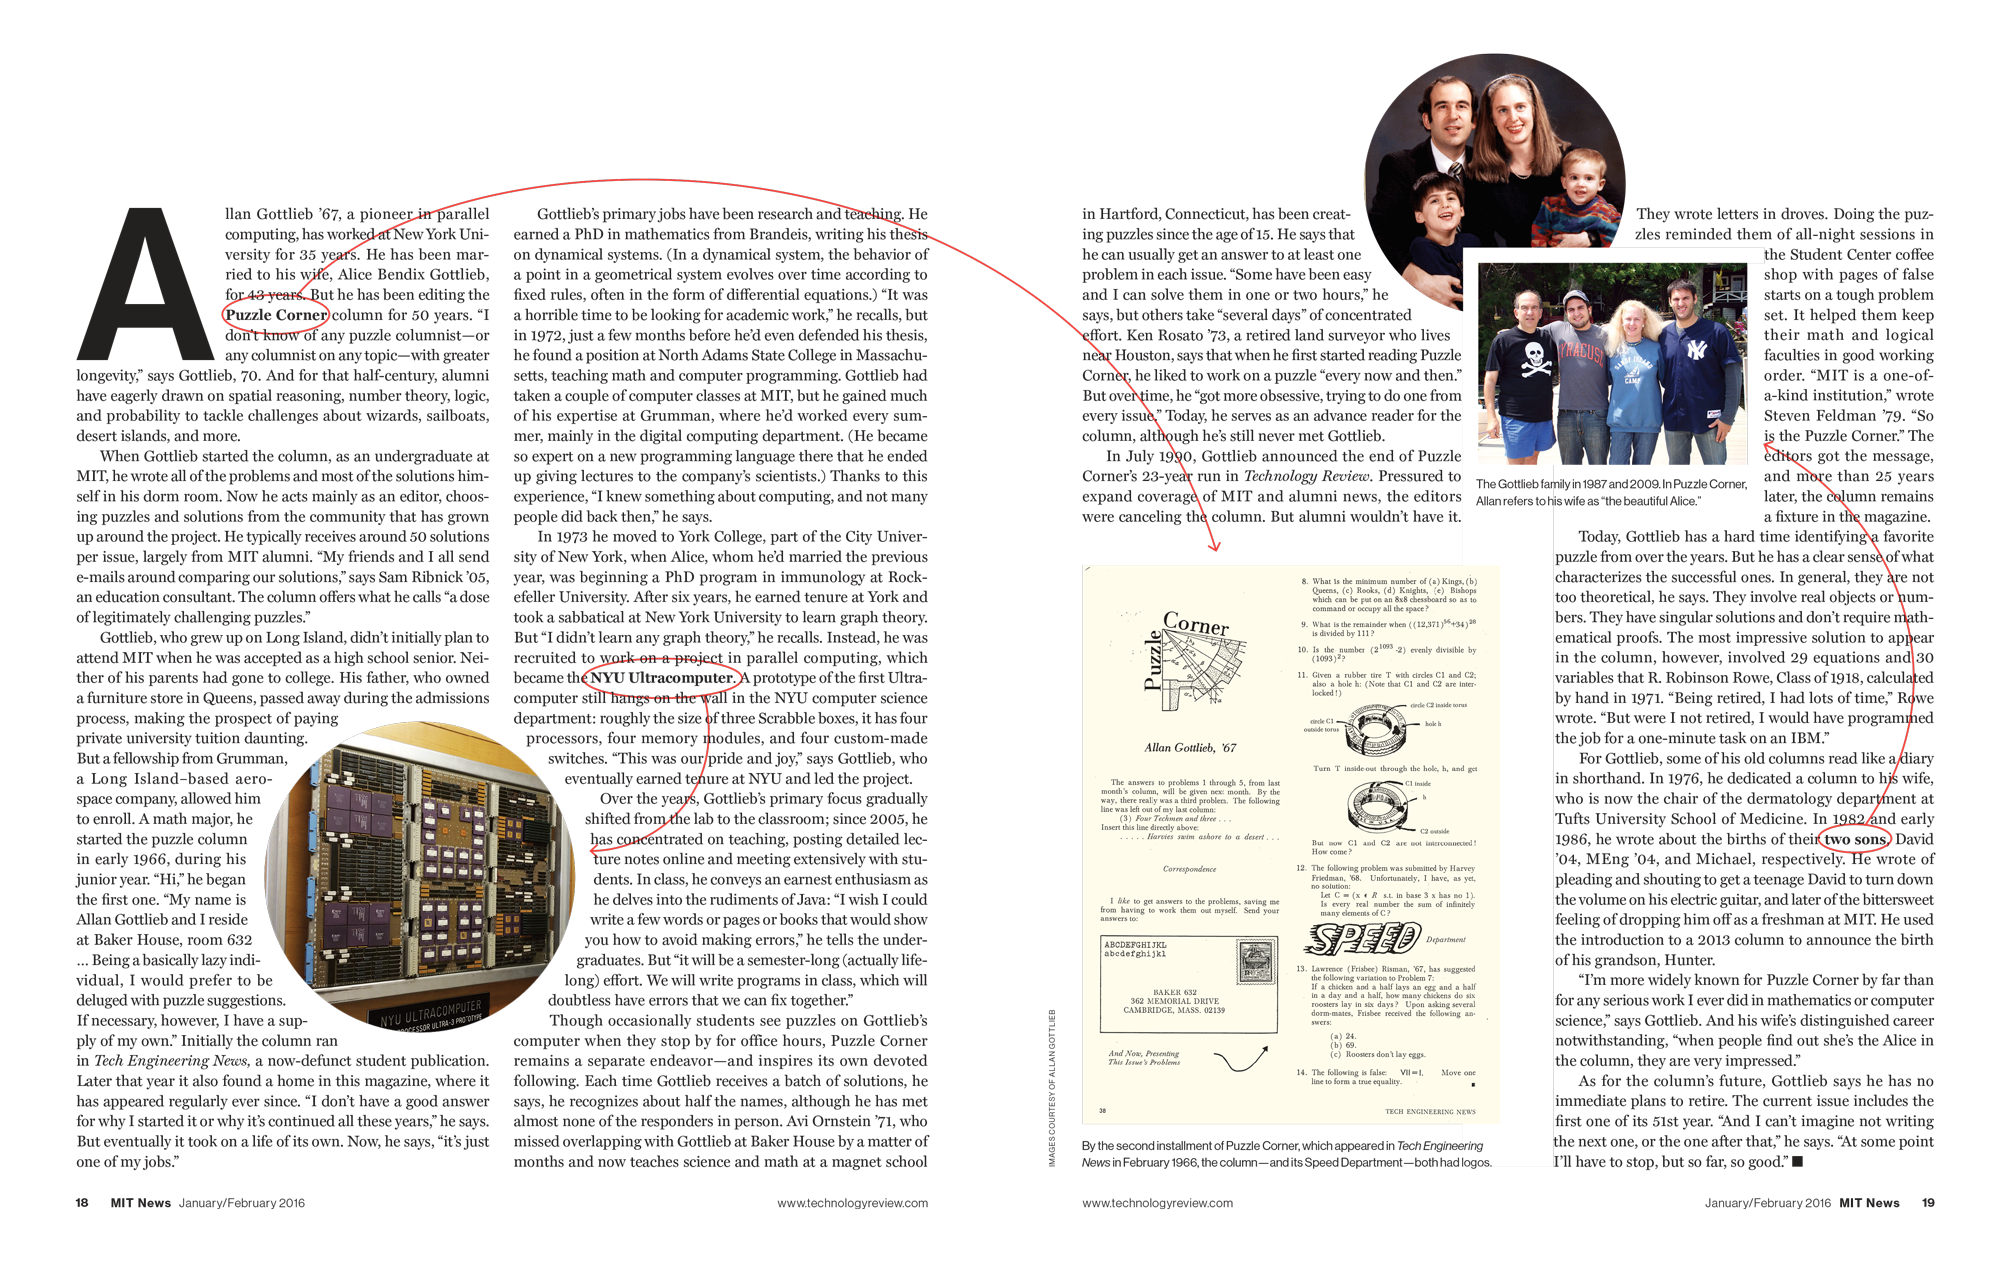 Allan Gottlieb ’67, a pioneer in parallel
computing, has worked at New York Uni-
versity for 35 years. He has been mar-
ried to his wife, Alice Bendix Gottlieb,
for 43 years. But he has been editing the
Puzzle Corner column for 50 years. “I
don’t know of any puzzle columnist—or
any columnist on any topic—with greater
longevity,” says Gottlieb, 70. And for that half-century, alumni
have eagerly drawn on spatial reasoning, number theory, logic,
and probability to tackle challenges about wizards, sailboats,
desert islands, and more.
When Gottlieb started the column, as an undergraduate at
MIT, he wrote all of the problems and most of the solutions him-
self in his dorm room. Now he acts mainly as an editor, choos-
ing puzzles and solutions from the community that has grown
up around the project. He typically receives around 50 solutions
per issue, largely from MIT alumni. “My friends and I all send
e-mails around comparing our solutions,” says Sam Ribnick ’05,
an education consultant. The column offers what he calls “a dose
of legitimately challenging puzzles.”
Gottlieb, who grew up on Long Island, didn’t initially plan to
attend MIT when he was accepted as a high school senior. Nei-
ther of his parents had gone to college. His father, who owned
a furniture store in Queens, passed away during the admissions
process, making the prospect of paying
private university tuition daunting.
But a fellowship from Grumman,
a Long Island–based aero-
space company, allowed him
to enroll. A math major, he
started the puzzle column
in early 1966, during his
junior year. “Hi,” he began
the first one. “My name is
Allan Gottlieb and I reside
at Baker House, room 632
… Being a basically lazy indi-
vidual, I would prefer to be
deluged with puzzle suggestions.
If necessary, however, I have a sup-
ply of my own.” Initially the column ran
in Tech Engineering News, a now-defunct student publication.
Later that year it also found a home in this magazine, where it
has appeared regularly ever since. “I don’t have a good answer
for why I started it or why it’s continued all these years,” he says.
But eventually it took on a life of its own. Now, he says, “it’s just
one of my jobs.”
NYU ULTRACOMPUTER
PROCESSOR ULTRA-3 PROTOTYPE
Gottlieb’s primary jobs have been research and teaching. He
earned a PhD in mathematics from Brandeis, writing his thesis
on dynamical systems. (In a dynamical system, the behavior of
a point in a geometrical system evolves over time according to
fixed rules, often in the form of differential equations.) “It was
a horrible time to be looking for academic work,” he recalls, but
in 1972, just a few months before he’d even defended his thesis,
he found a position at North Adams State College in Massachu-
setts, teaching math and computer programming. Gottlieb had
taken a couple of computer classes at MIT, but he gained much
of his expertise at Grumman, where he’d worked every sum-
mer, mainly in the digital computing department. (He became
so expert on a new programming language there that he ended
up giving lectures to the company’s scientists.) Thanks to this
experience, “I knew something about computing, and not many
people did back then,” he says.
In 1973 he moved to York College, part of the City Univer-
sity of New York, when Alice, whom he’d married the previous
year, was beginning a PhD program in immunology at Rock-
efeller University. After six years, he earned tenure at York and
took a sabbatical at New York University to learn graph theory.
But “I didn’t learn any graph theory,” he recalls. Instead, he was
recruited to work on a project in parallel computing, which
became the NYU Ultracomputer. A prototype of the first Ultra-
computer still hangs on the wall in the NYU computer science
department: roughly the size of three Scrabble boxes, it has four
processors, four memory modules, and four custom-made
switches. “This was our pride and joy,” says Gottlieb, who
eventually earned tenure at NYU and led the project.
Over the years, Gottlieb’s primary focus gradually
shifted from the lab to the classroom; since 2005, he
has concentrated on teaching, posting detailed lec-
ture notes online and meeting extensively with stu-
dents. In class, he conveys an earnest enthusiasm as
he delves into the rudiments of Java: “I wish I could
write a few words or pages or books that would show
you how to avoid making errors,” he tells the under-
graduates. But “it will be a semester-long (actually life-
long) effort. We will write programs in class, which will
doubtless have errors that we can fix together.”
Though occasionally students see puzzles on Gottlieb’s
computer when they stop by for office hours, Puzzle Corner
remains a separate endeavor—and inspires its own devoted
following. Each time Gottlieb receives a batch of solutions, he
says, he recognizes about half the names, although he has met
almost none of the responders in person. Avi Ornstein ’71, who
missed overlapping with Gottlieb at Baker House by a matter of
months and now teaches science and math at a magnet school
18 MIT News January/February 2016
www.technologyreview.com
in Hartford, Connecticut, has been creat-
ing puzzles since the age of 15. He says that
he can usually get an answer to at least one
problem in each issue. “Some have been easy
and I can solve them in one or two hours,” he
says, but others take “several days” of concentrated
effort. Ken Rosato ’73, a retired land surveyor who lives
near Houston, says that when he first started reading Puzzle
Corner, he liked to work on a puzzle “every now and then.”
But over time, he “got more obsessive, trying to do one from
every issue.” Today, he serves as an advance reader for the
column, although he’s still never met Gottlieb.
In July 1990, Gottlieb announced the end of Puzzle
Corner’s 23-year run in Technology Review. Pressured to
expand coverage of MIT and alumni news, the editors
were canceling the column. But alumni wouldn’t have it.
SYRACUSE
CAMP
The Gottlieb family in 1987 and 2009. In Puzzle Corner,
Allan refers to his wife as “the beautiful Alice.”
IMAGES COURTESY OF ALLAN GOTTLIEB
Puzzle Corner
Allan Gottlieb, ’67
The answers to problems 1 through 5, from last
month’s column, will be given next month. By the
way, there really was a third problem. The following
line was left out of my last column:
(3) Four Techmen and three . . .
Insert this line directly above:
. . . . . Harvies swim ashore to a desert . . .
Correspondence
I like to get answers to the problems, saving me
from having to work them out myself. Send your
answers to:
ABCDEFGHIJKL
abcdefghijkl
BAKER 632
362 MEMORIAL DRIVE
CAMBRIDGE, MASS. 02139
And Now, Presenting
This Issue’s Problems
38
8. What is the minimum number of (a) Kings, (b)
Queens, (c) Rooks, (d) Knights, (e) Bishops
which can be put on an 8x8 chessboard so as to
command or occupy all the space?
9. What is the remainder when ((12,371)^56+34)^28
is divided by 111?
10. Is the number (2^1093 -2) evenly divisible by
(1093)^2?
11. Given a rubber tire T with circles C1 and C2;
also a hole h: (Note that C1 and C2 are inter-
locked!)
circle C2 inside torus
circle C1
outside torus
hole h
Turn T inside-out through the hole, h, and get
C1 inside
h
C2 outside
But now C1 and C2 are not interconnected!
How come?
12. The following problem was submitted by Harvey
Friedman, ’68. Unfortunately, I have, as yet,
no solution:
Let C = (x ε R s.t. in base 3 x has no 1).
Is every real number the sum of infinitely
many elements of C?
SPEED Department
13. Lawrence (Frisbee) Risman, ’67, has suggested
the following variation to Problem 7:
If a chicken and a half lays an egg and a half
in a day and a half, how many chickens do six
roosters lay in six days? Upon asking several
dorm-mates, Frisbee received the following an-
swers:
(a) 24.
(b) 69.
(c) Roosters don’t lay eggs.
14. The following is false: VII=I. Move one
line to form a true equality.
TECH ENGINEERING NEWS
By the second installment of Puzzle Corner, which appeared in Tech Engineering
News in February 1966, the column—and its Speed Department—both had logos.
They wrote letters in droves. Doing the puz-
zles reminded them of all-night sessions in
the Student Center coffee
shop with pages of false
starts on a tough problem
set. It helped them keep
their math and logical
faculties in good working
order. “MIT is a one-of-
a-kind institution,” wrote
Steven Feldman ’79. “So
is the Puzzle Corner.” The
editors got the message,
and more than 25 years
later, the column remains
a fixture in the magazine.
Today, Gottlieb has a hard time identifying a favorite
puzzle from over the years. But he has a clear sense of what
characterizes the successful ones. In general, they are not
too theoretical, he says. They involve real objects or num-
bers. They have singular solutions and don’t require math-
ematical proofs. The most impressive solution to appear
in the column, however, involved 29 equations and 30
variables that R. Robinson Rowe, Class of 1918, calculated
by hand in 1971. “Being retired, I had lots of time,” Rowe
wrote. “But were I not retired, I would have programmed
the job for a one-minute task on an IBM.”
For Gottlieb, some of his old columns read like a diary
in shorthand. In 1976, he dedicated a column to his wife,
who is now the chair of the dermatology department at
Tufts University School of Medicine. In 1982 and early
1986, he wrote about the births of their two sons, David
’04, MEng ’04, and Michael, respectively. He wrote of
pleading and shouting to get a teenage David to turn down
the volume on his electric guitar, and later of the bittersweet
feeling of dropping him off as a freshman at MIT. He used
the introduction to a 2013 column to announce the birth
of his grandson, Hunter.
“I’m more widely known for Puzzle Corner by far than
for any serious work I ever did in mathematics or computer
science,” says Gottlieb. And his wife’s distinguished career
notwithstanding, “when people find out she’s the Alice in
the column, they are very impressed.”
As for the column’s future, Gottlieb says he has no
immediate plans to retire. The current issue includes the
first one of its 51st year. “And I can’t imagine not writing
the next one, or the one after that,” he says. “At some point
I’ll have to stop, but so far, so good.”
www.technologyreview.com
January/February 2016 MIT News 19